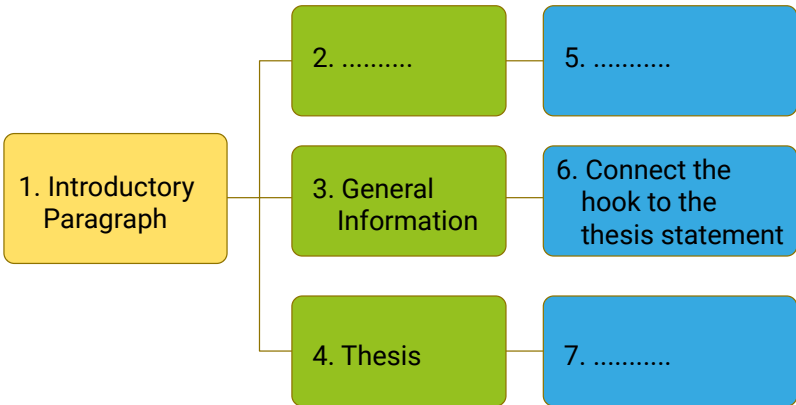 1. Introductory
Paragraph
2. ..........
3. General
Information
4. Thesis
5. ...........
6. Connect the
hook to the
thesis statement
7. ...........